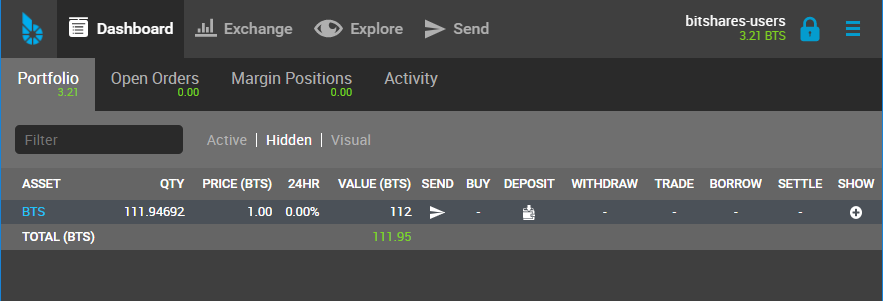 Dashboard Exchange Explore Send bitshares-users
3.21 BTS
Portfolio Open Orders Margin Positions Activity
3.21 0.00 0.00
Filter Active Hidden Visual
ASSET QTY PRICE (BTS) 24HR VALUE (BTS) SEND BUY DEPOSIT WITHDRAW TRADE BORROW SETTLE SHOW
BTS 111.94692 1.00 0.00% 112 - - - - -
TOTAL (BTS) 111.95